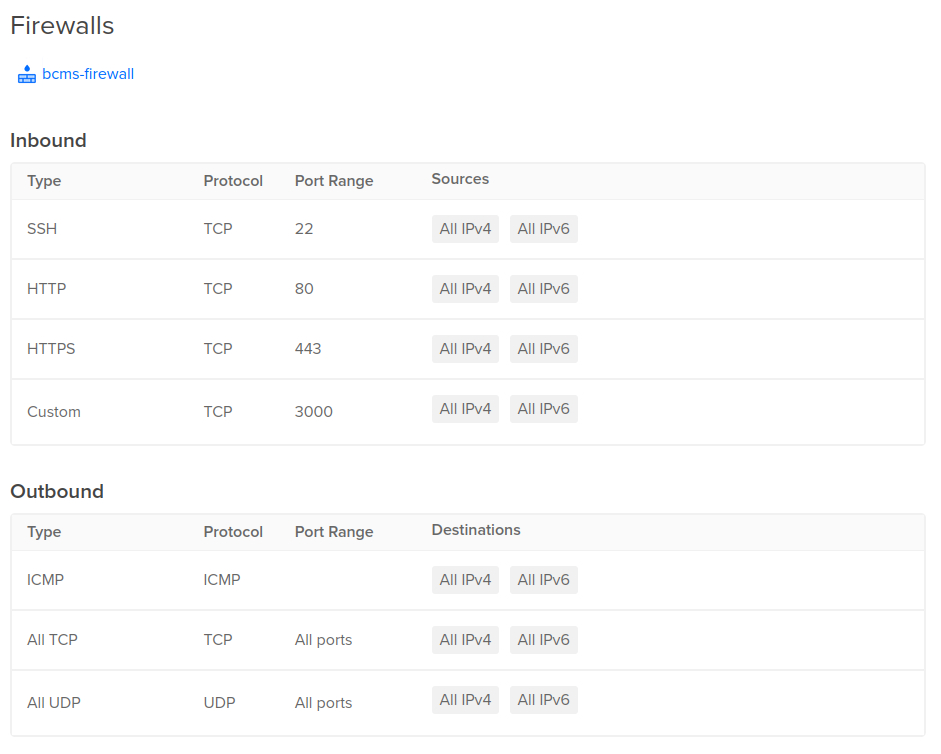 Firewalls
bcms-firewall
Inbound
Type Protocol Port Range Sources
SSH TCP 22 All IPv4 All IPv6
HTTP TCP 80 All IPv4 All IPv6
HTTPS TCP 443 All IPv4 All IPv6
Custom TCP 3000 All IPv4 All IPv6
Outbound
Type Protocol Port Range Destinations
ICMP ICMP All IPv4 All IPv6
All TCP TCP All ports All IPv4 All IPv6
All UDP UDP All ports All IPv4 All IPv6